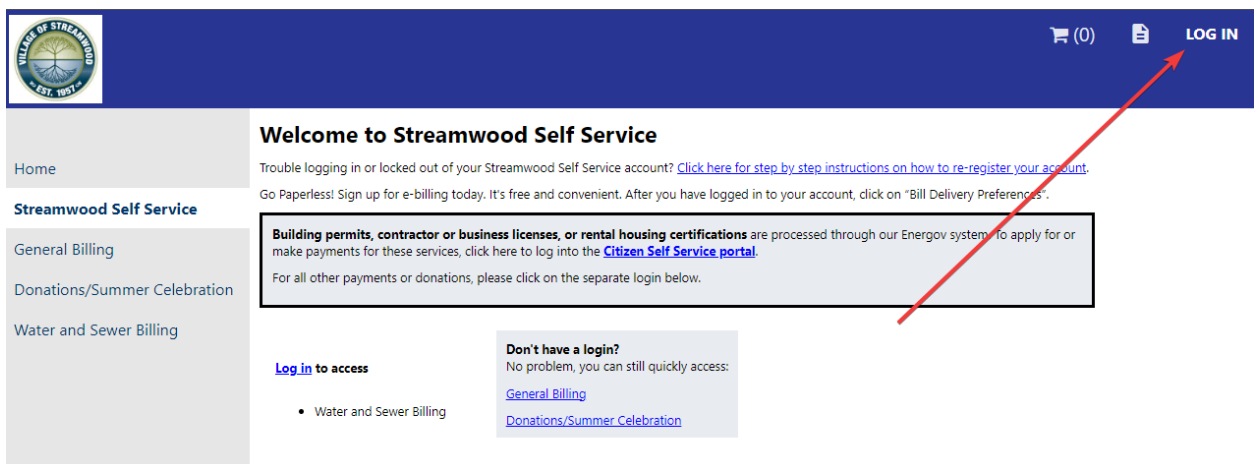 VILLAGE OF STREAMWOOD
EST. 1957
(0)
LOG IN
Home
Streamwood Self Service
General Billing
Donations/Summer Celebration
Water and Sewer Billing
Welcome to Streamwood Self Service
Trouble logging in or locked out of your Streamwood Self Service account? Click here for step by step instructions on how to re-register your account.
Go Paperless! Sign up for e-billing today. It's free and convenient. After you have logged in to your account, click on "Bill Delivery Preferences".
Building permits, contractor or business licenses, or rental housing certifications are processed through our Energov system. To apply for or
make payments for these services, click here to log into the Citizen Self Service portal.
For all other payments or donations, please click on the separate login below.
Log in to access
• Water and Sewer Billing
Don't have a login?
No problem, you can still quickly access:
General Billing
Donations/Summer Celebration